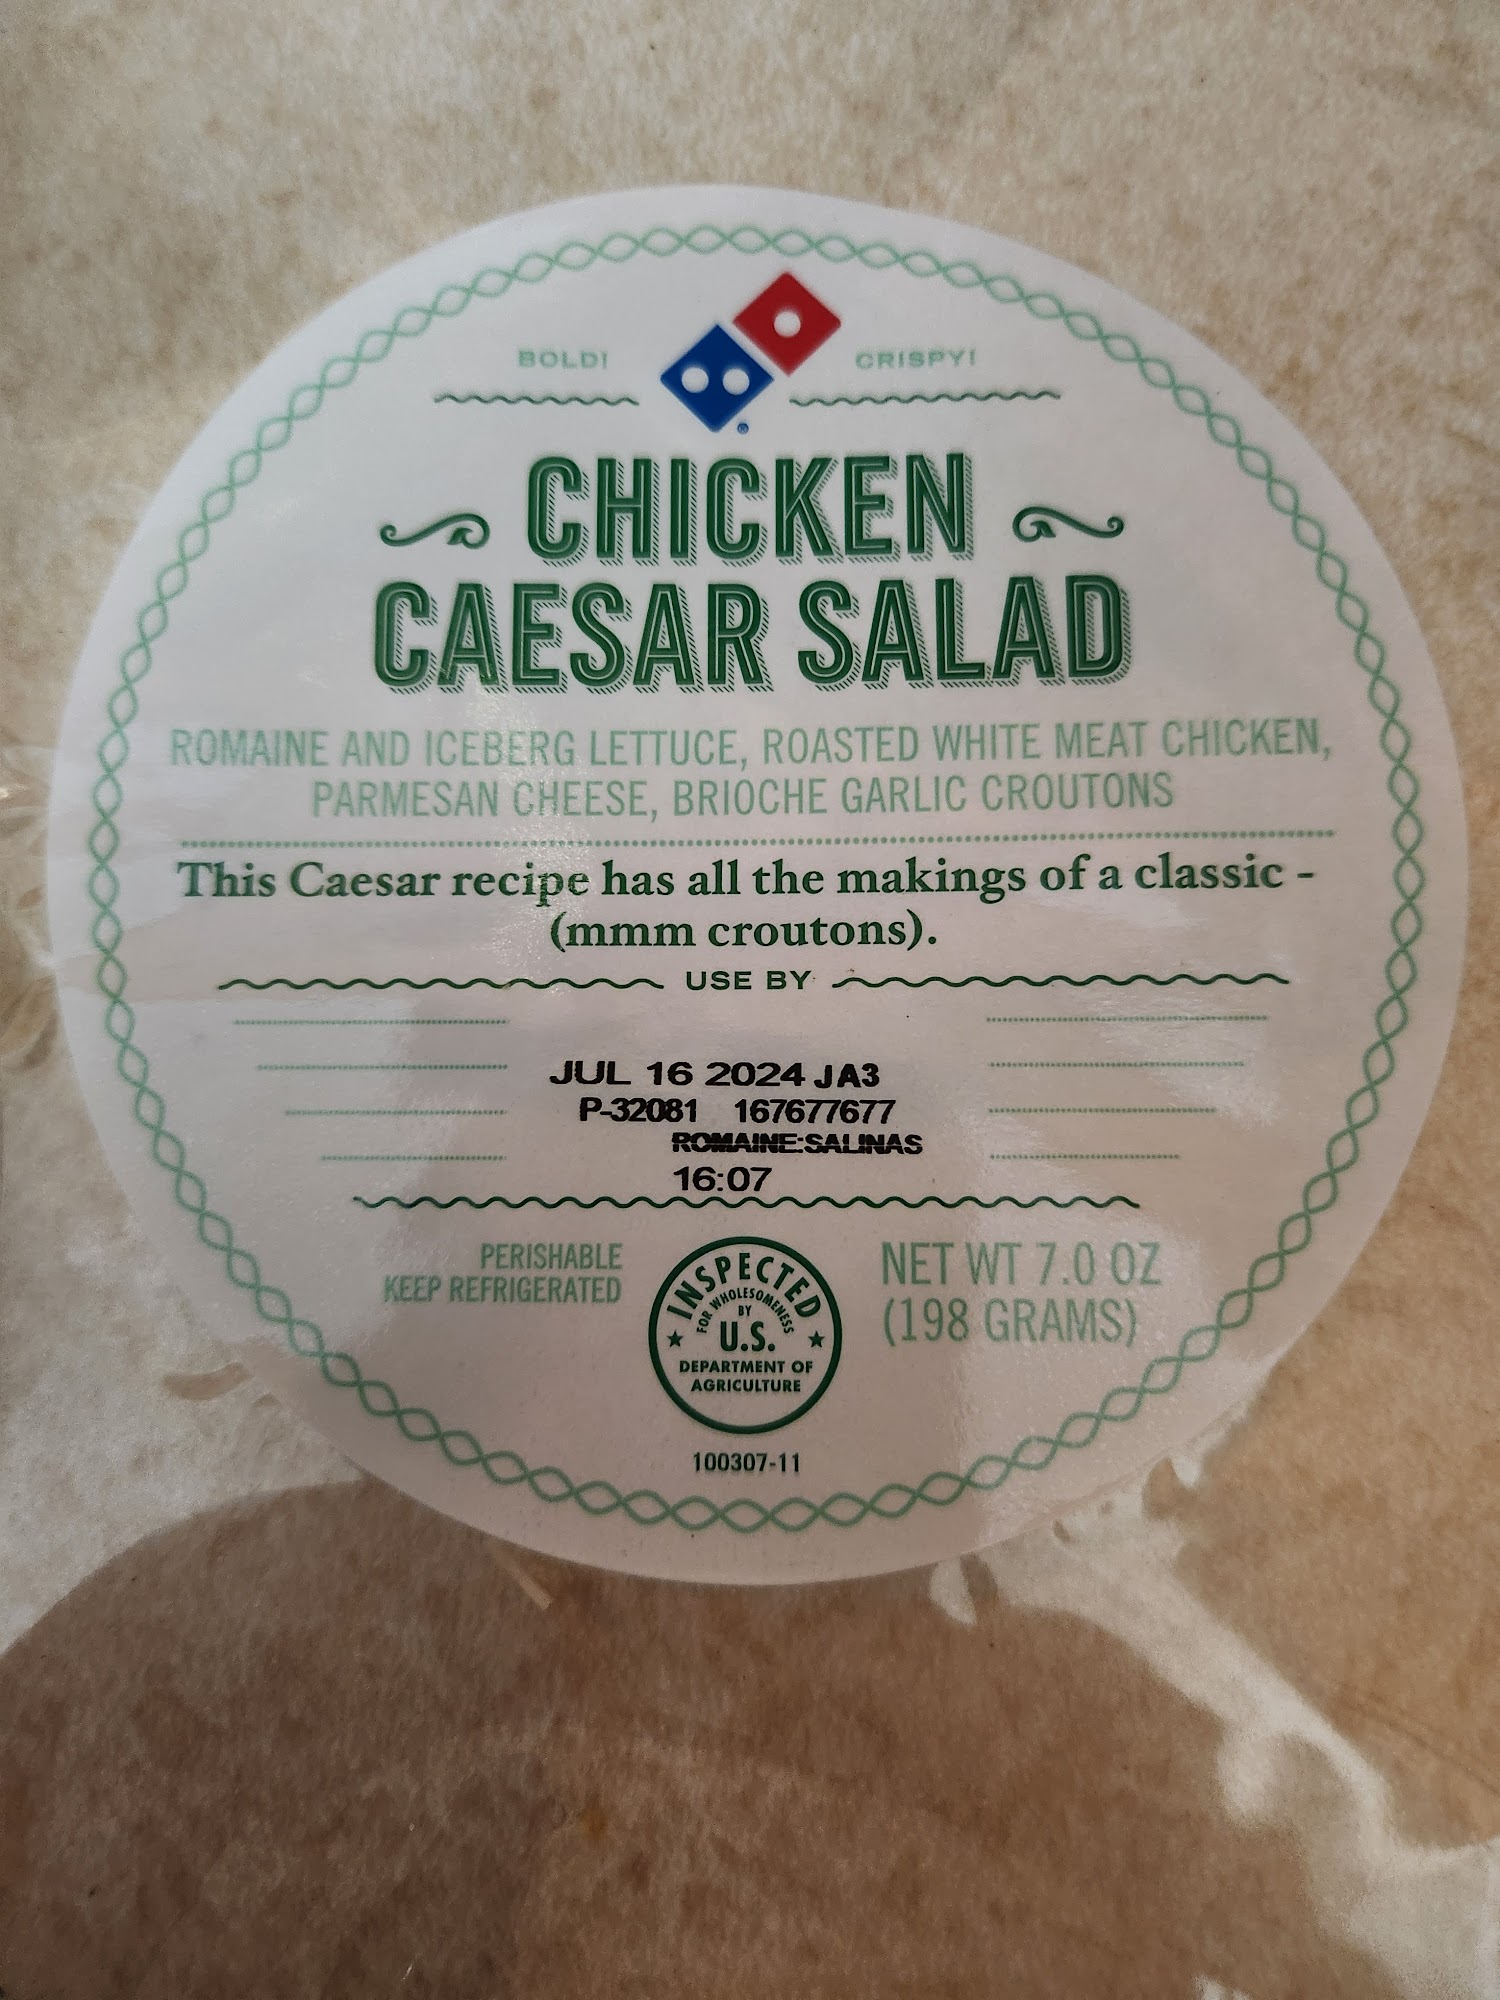 BOLD! CRISPY!
CHICKEN
CAESAR SALAD
ROMAINE AND ICEBERG LETTUCE, ROASTED WHITE MEAT CHICKEN,
PARMESAN CHEESE, BRIOCHE GARLIC CROUTONS
This Caesar recipe has all the makings of a classic -
(mmm croutons).
USE BY
JUL 16 2024 JA3
P-32081 167677677
ROMAINE:SALINAS
16:07
PERISHABLE
KEEP REFRIGERATED
INSPECTED
FOR WHOLESOMENESS
BY
U.S.
DEPARTMENT OF
AGRICULTURE
NET WT 7.0 OZ
(198 GRAMS)
100307-11